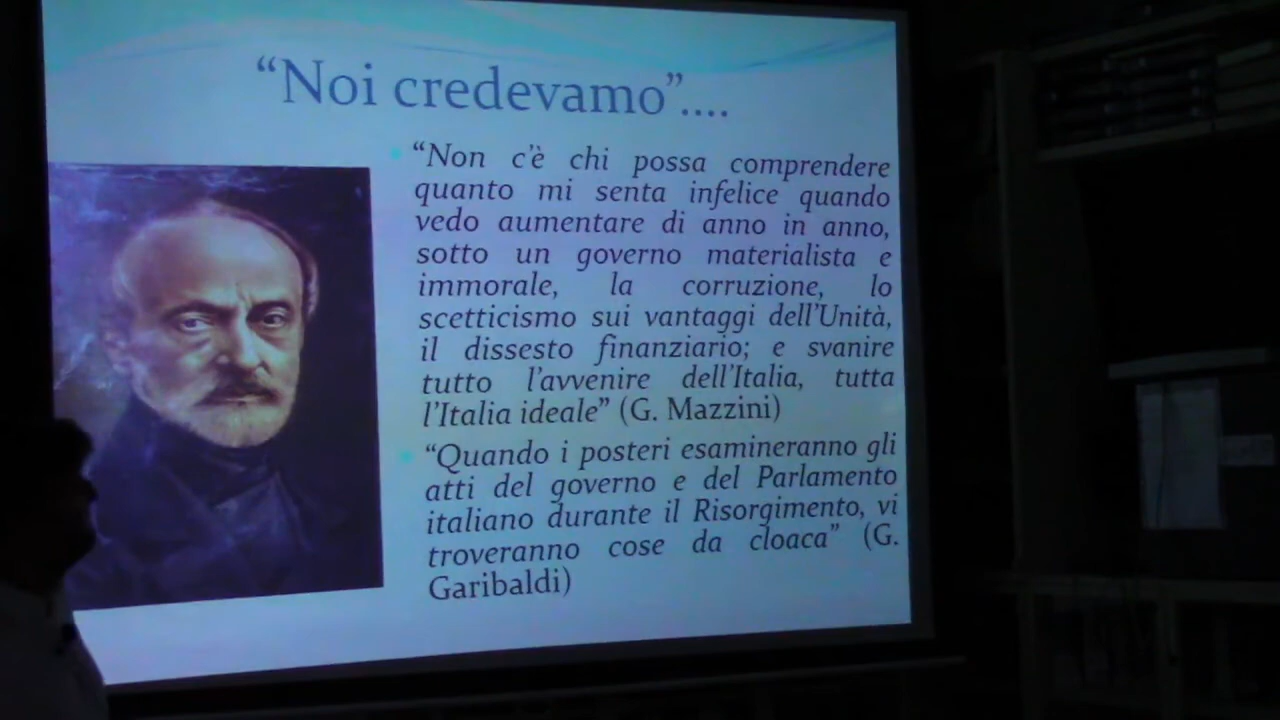 “Noi credevamo”....
“Non c’è chi possa comprendere
quanto mi senta infelice quando
vedo aumentare di anno in anno,
sotto un governo materialista e
immorale, la corruzione, lo
scetticismo sui vantaggi dell’Unità,
il dissesto finanziario; e svanire
tutto l’avvenire dell’Italia, tutta
l’Italia ideale” (G. Mazzini)
“Quando i posteri esamineranno gli
atti del governo e del Parlamento
italiano durante il Risorgimento, vi
troveranno cose da cloaca” (G.
Garibaldi)